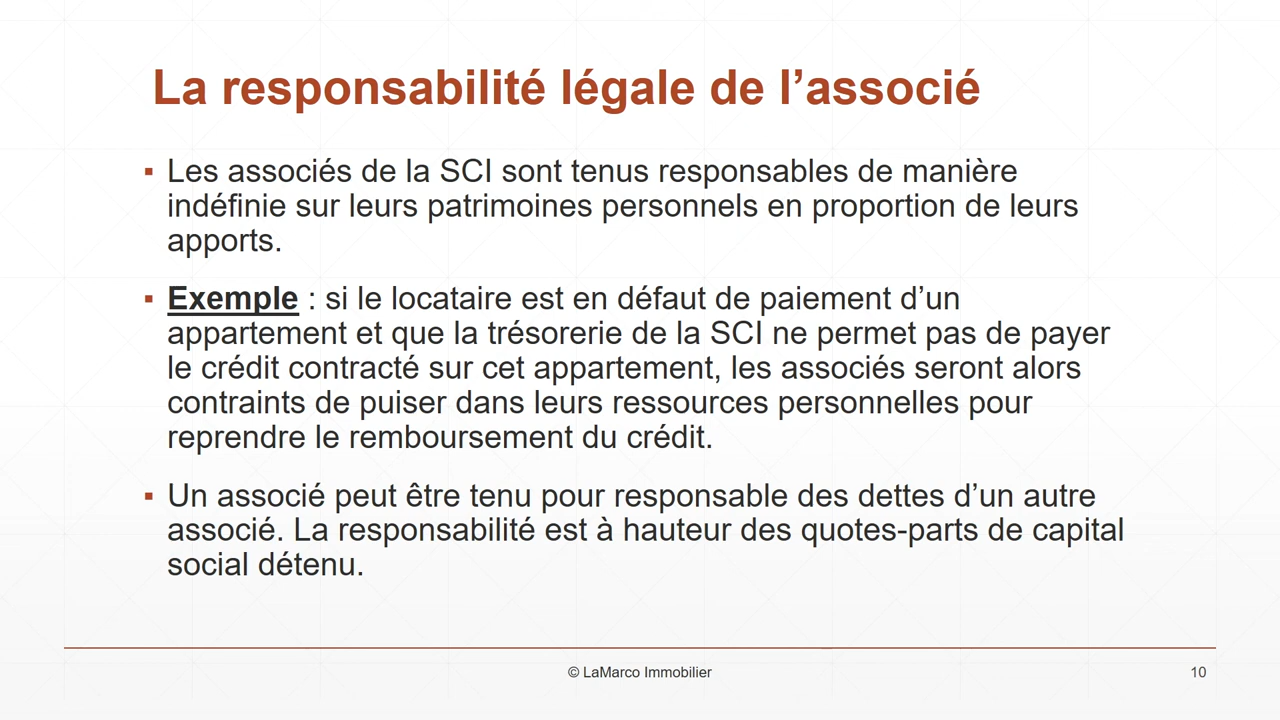 La responsabilité légale de l’associé
▪ Les associés de la SCI sont tenus responsables de manière
indéfinie sur leurs patrimoines personnels en proportion de leurs
apports.
▪ Exemple : si le locataire est en défaut de paiement d’un
appartement et que la trésorerie de la SCI ne permet pas de payer
le crédit contracté sur cet appartement, les associés seront alors
contraints de puiser dans leurs ressources personnelles pour
reprendre le remboursement du crédit.
▪ Un associé peut être tenu pour responsable des dettes d’un autre
associé. La responsabilité est à hauteur des quotes-parts de capital
social détenu.
© LaMarco Immobilier
10